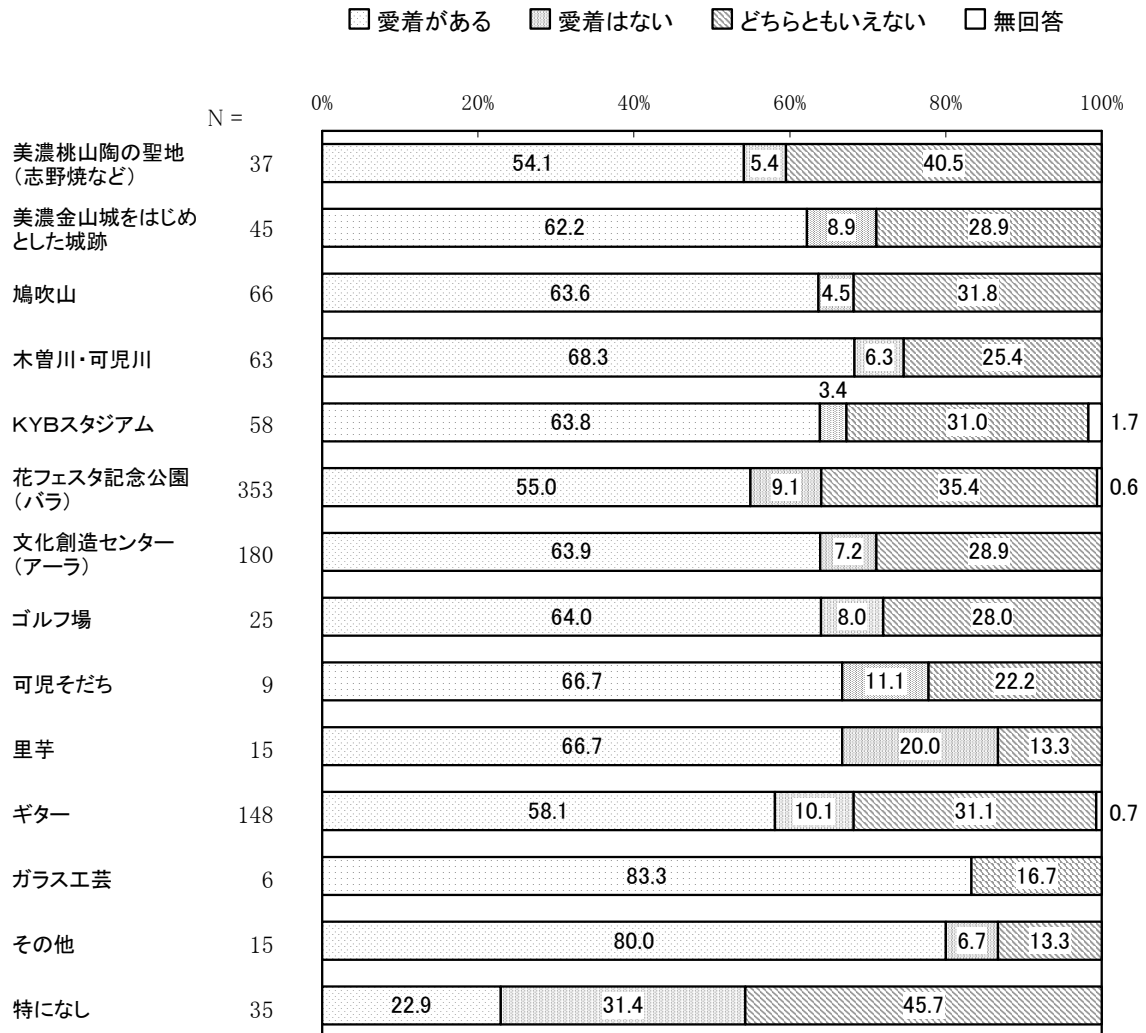 愛着がある 愛着はない どちらともいえない 無回答
N = 0% 20% 40% 60% 80% 100%
美濃桃山陶の聖地
（志野焼など） 37 54.1 5.4 40.5
美濃金山城をはじめ
とした城跡 45 62.2 8.9 28.9
鳩吹山 66 63.6 4.5 31.8
木曽川・可児川 63 68.3 6.3 25.4
3.4
KYBスタジアム 58 63.8 31.0 1.7
花フェスタ記念公園
（バラ） 353 55.0 9.1 35.4 0.6
文化創造センター
（アーラ） 180 63.9 7.2 28.9
ゴルフ場 25 64.0 8.0 28.0
可児そだち 9 66.7 11.1 22.2
里芋 15 66.7 20.0 13.3
ギター 148 58.1 10.1 31.1 0.7
ガラス工芸 6 83.3 16.7
その他 15 80.0 6.7 13.3
特になし 35 22.9 31.4 45.7